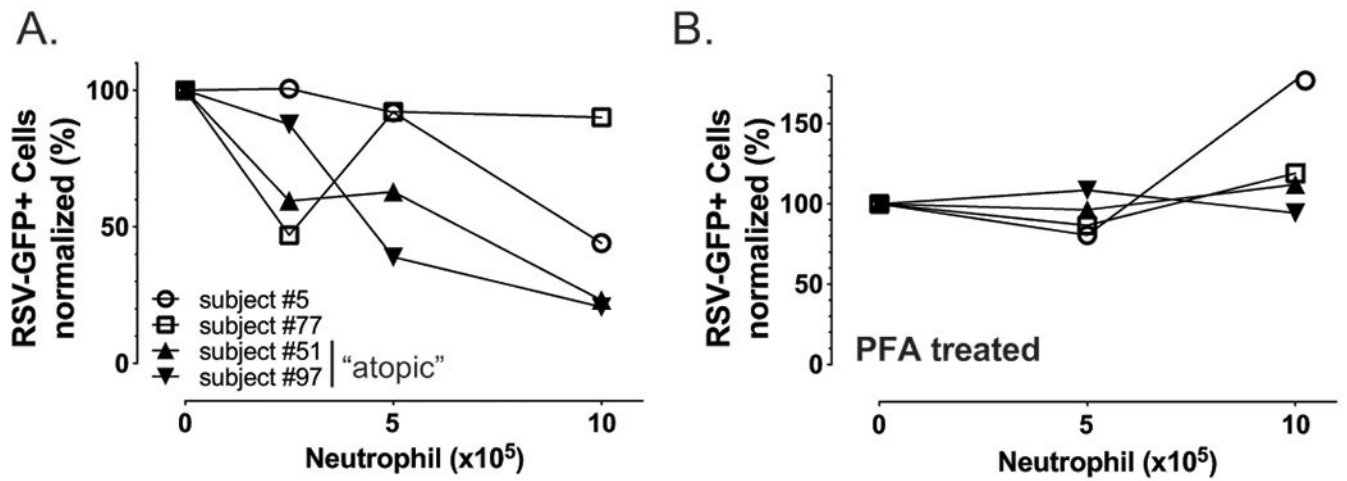 A.
RSV-GFP+ Cells
normalized (%)
100
50
0
subject #5
subject #77
subject #51
subject #97
“atopic”
0 5 10
Neutrophil (x10⁵)
B.
RSV-GFP+ Cells
normalized (%)
150
100
50
0
PFA treated
0 5 10
Neutrophil (x10⁵)